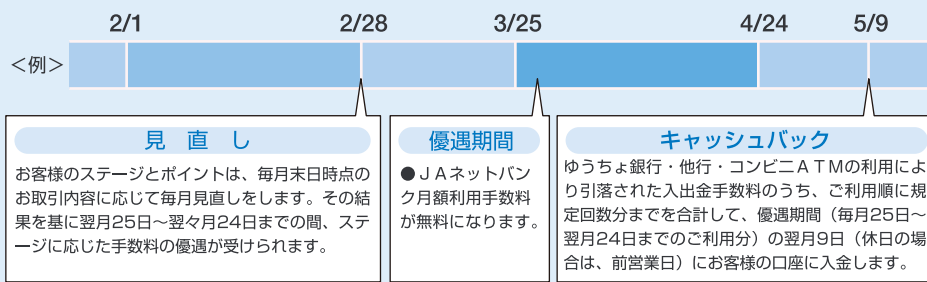 2/1 2/28 3/25 4/24 5/9
＜例＞
見 直 し
お客様のステージとポイントは、毎月末日時点の
お取引内容に応じて毎月見直しをします。その結
果を基に翌月25日～翌々月24日までの間、ステ
ージに応じた手数料の優遇が受けられます。
優遇期間
●ＪＡネットバン
ク月額利用手数料
が無料になります。
キャッシュバック
ゆうちょ銀行・他行・コンビニＡＴＭの利用によ
り引落された入出金手数料のうち、ご利用順に規
定回数分までを合計して、優遇期間（毎月25日～
翌月24日までのご利用分）の翌月9日（休日の場
合は、前営業日）にお客様の口座に入金します。